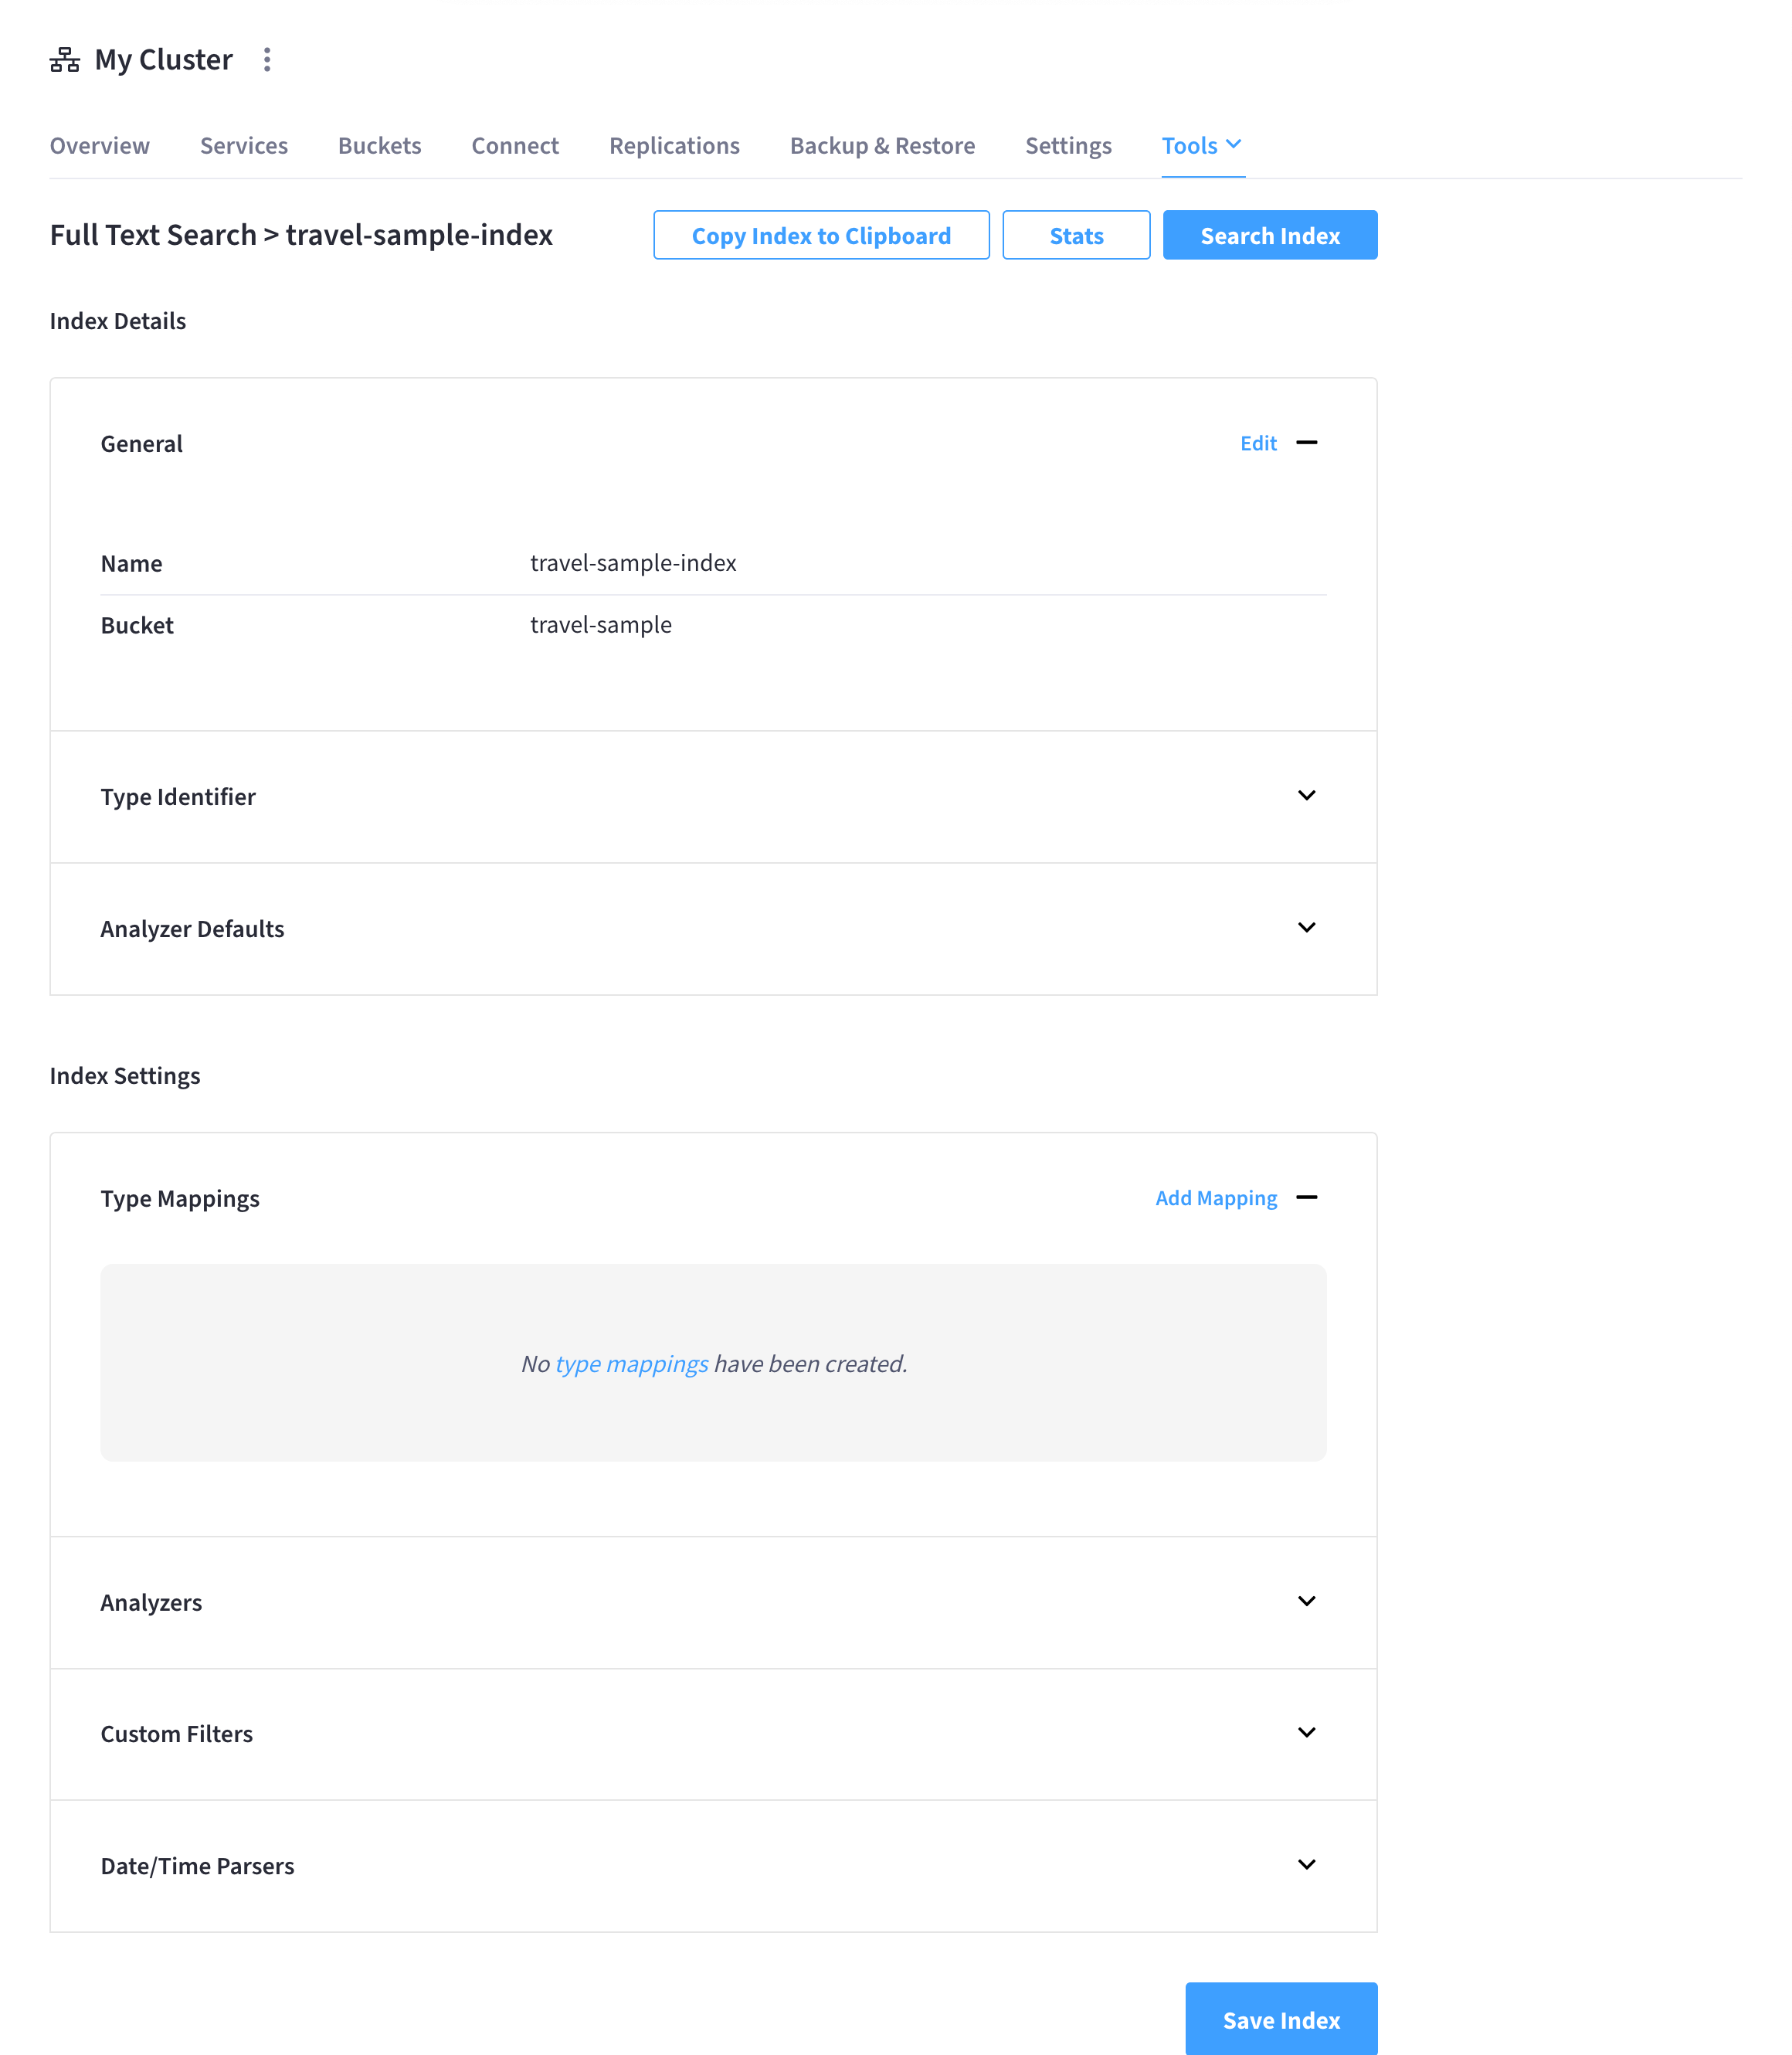 My Cluster
Overview Services Buckets Connect Replications Backup & Restore Settings Tools
Full Text Search > travel-sample-index Copy Index to Clipboard Stats Search Index
Index Details
General Edit
Name travel-sample-index
Bucket travel-sample
Type Identifier
Analyzer Defaults
Index Settings
Type Mappings Add Mapping
No type mappings have been created.
Analyzers
Custom Filters
Date/Time Parsers
Save Index